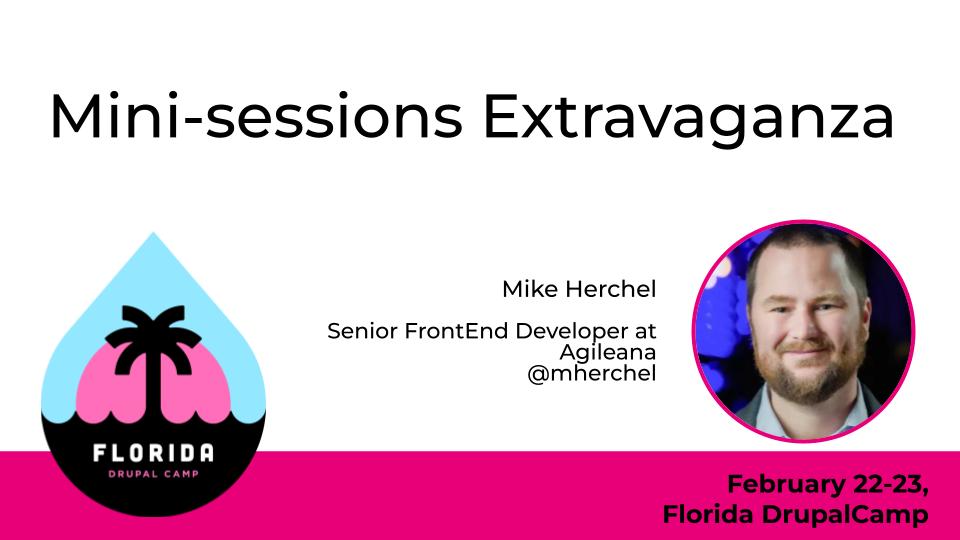 Mini-sessions Extravaganza
Mike Herchel
Senior FrontEnd Developer at
Agileana
@mherchel
FLORIDA
DRUPAL CAMP
February 22-23,
Florida DrupalCamp